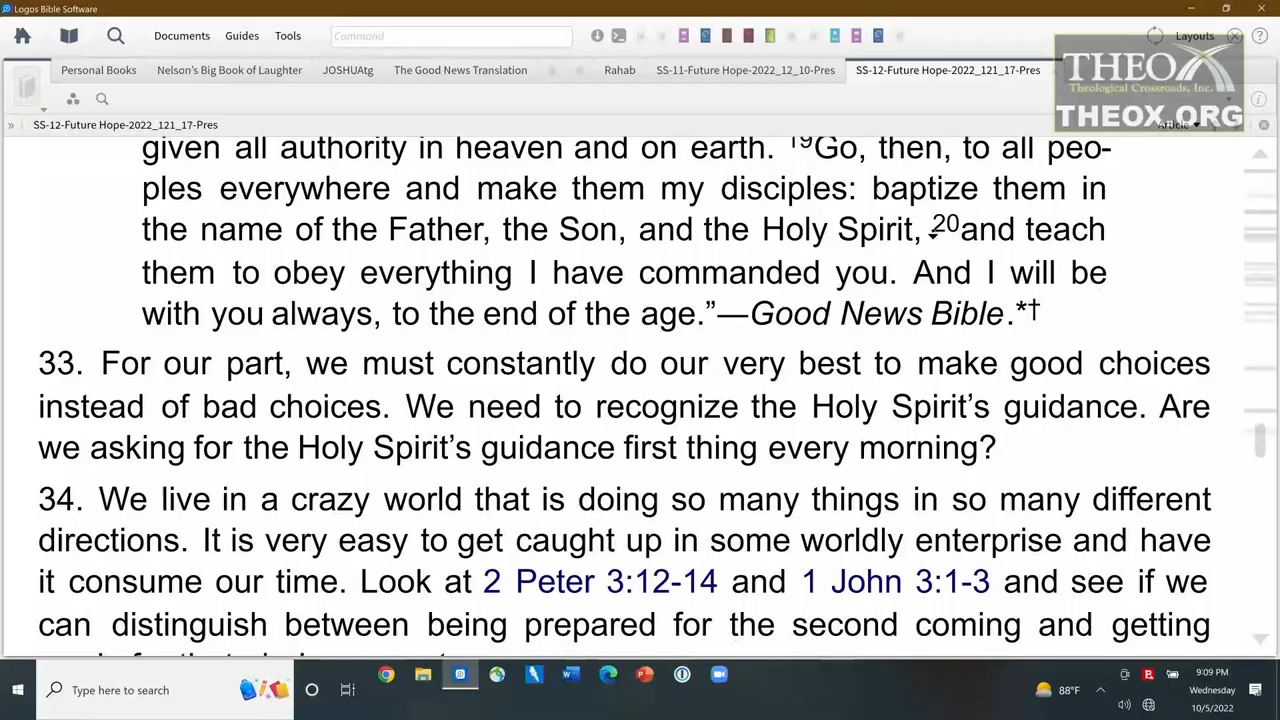 Logos Bible Software
Documents Guides Tools Command Layouts
Personal Books Nelson's Big Book of Laughter JOSHUAtg The Good News Translation Rahab SS-11-Future Hope-2022_12_10-Pres SS-12-Future Hope-2022_121_17-Pres
THEOX
Theological Crossroads, Inc.
THEOX.ORG
» SS-12-Future Hope-2022_121_17-Pres Article
given all authority in heaven and on earth. 19Go, then, to all peo-
ples everywhere and make them my disciples: baptize them in
the name of the Father, the Son, and the Holy Spirit, 20and teach
them to obey everything I have commanded you. And I will be
with you always, to the end of the age.”—Good News Bible.*†
33. For our part, we must constantly do our very best to make good choices
instead of bad choices. We need to recognize the Holy Spirit’s guidance. Are
we asking for the Holy Spirit’s guidance first thing every morning?
34. We live in a crazy world that is doing so many things in so many different
directions. It is very easy to get caught up in some worldly enterprise and have
it consume our time. Look at 2 Peter 3:12-14 and 1 John 3:1-3 and see if we
can distinguish between being prepared for the second coming and getting
Type here to search
88°F
9:09 PM
Wednesday
10/5/2022